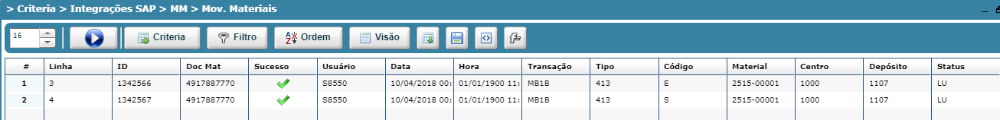 > Criteria > Integrações SAP > MM > Mov. Materiais
16 Criteria Filtro Ordem Visão
# Linha ID Doc Mat Sucesso Usuário Data Hora Transação Tipo Código Material Centro Depósito Status
1 3 1342566 4917887770 S8550 10/04/2018 00: 01/01/1900 11: MB1B 413 E 2515-00001 1000 1107 LU
2 4 1342567 4917887770 S8550 10/04/2018 00: 01/01/1900 11: MB1B 413 S 2515-00001 1000 1107 LU